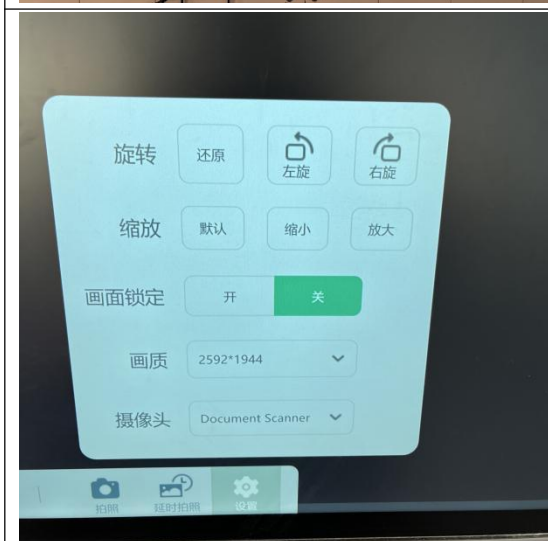 旋转 还原 左旋 右旋
缩放 默认 缩小 放大
画面锁定 开 关
画质 2592*1944
摄像头 Document Scanner
拍照 延时拍照 设置